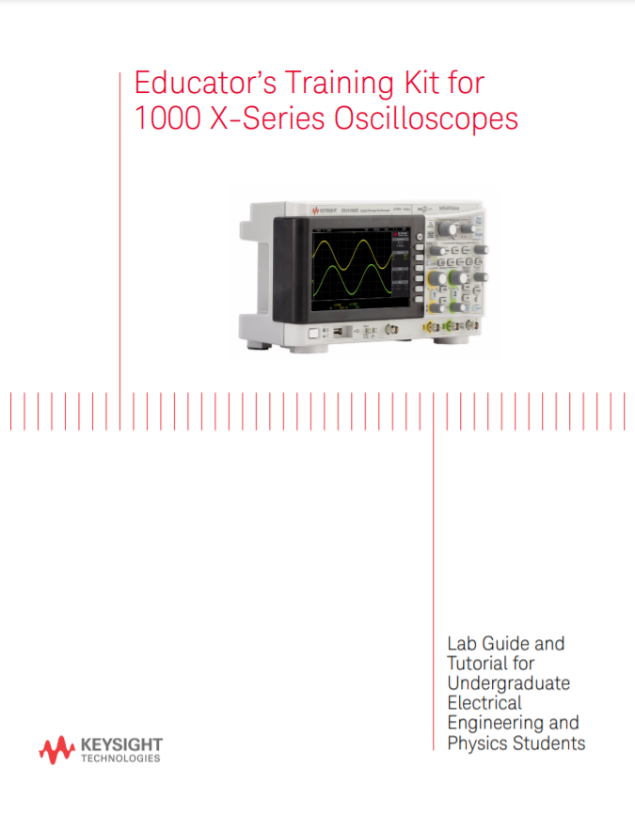 Educator's Training Kit for
1000 X-Series Oscilloscopes
KEYSIGHT
Lab Guide and
Tutorial for
Undergraduate
Electrical
Engineering and
Physics Students
KEYSIGHT
TECHNOLOGIES